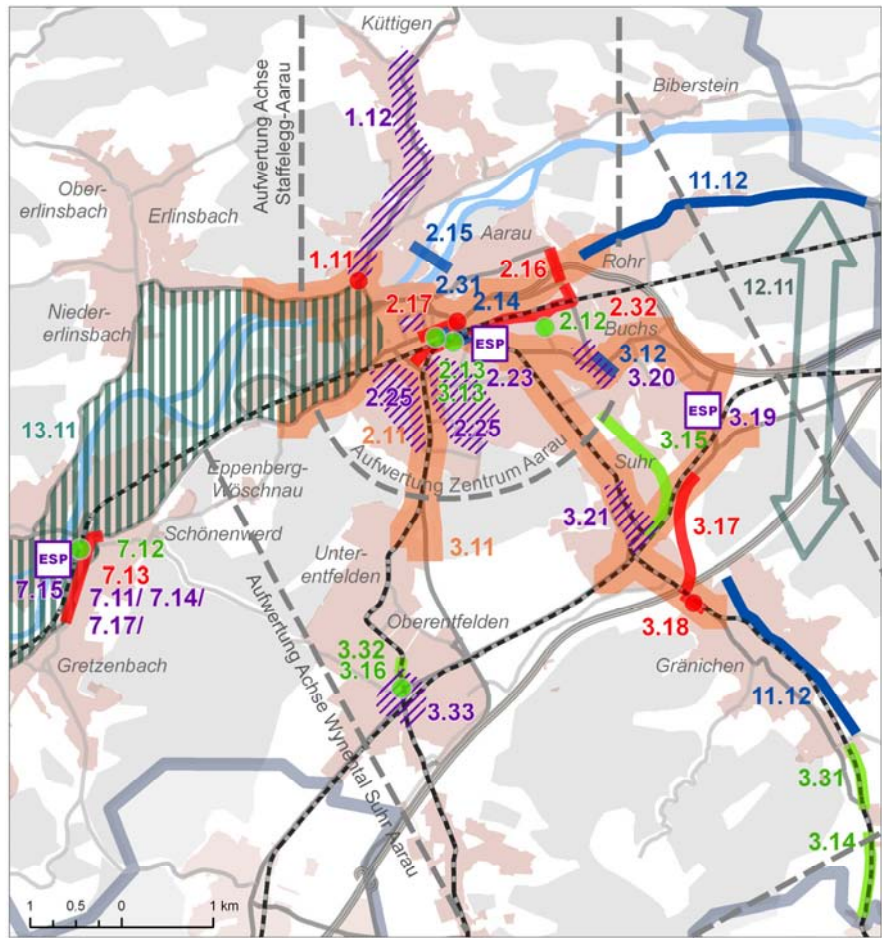 Küttigen
Biberstein
1.12
Aufwertung Achse
Staffelegg-Aarau
Ober-
erlinsbach
Erlinsbach
11.12
2.15
Aarau
1.11
2.16
Rohr
2.31
12.11
2.17
2.14
2.32
Nieder-
erlinsbach
2.12
Buchs
ESP
3.12
2.13
2.23
3.20
3.13
2.25
ESP
3.19
13.11
2.11
2.25
3.15
Aufwertung Zentrum Aarau
Suhr
Eppenberg-
Wöschnau
3.21
3.17
Schönenwerd
3.11
7.12
ESP
Unter-
entfelden
7.13
7.15
7.11/ 7.14/
7.17/
3.18
Oberentfelden
Gretzenbach
3.32
3.16
Gränichen
3.33
11.12
Aufwertung Achse Wynental Suhr Aarau
3.31
3.14
1 0.5 0 1 km